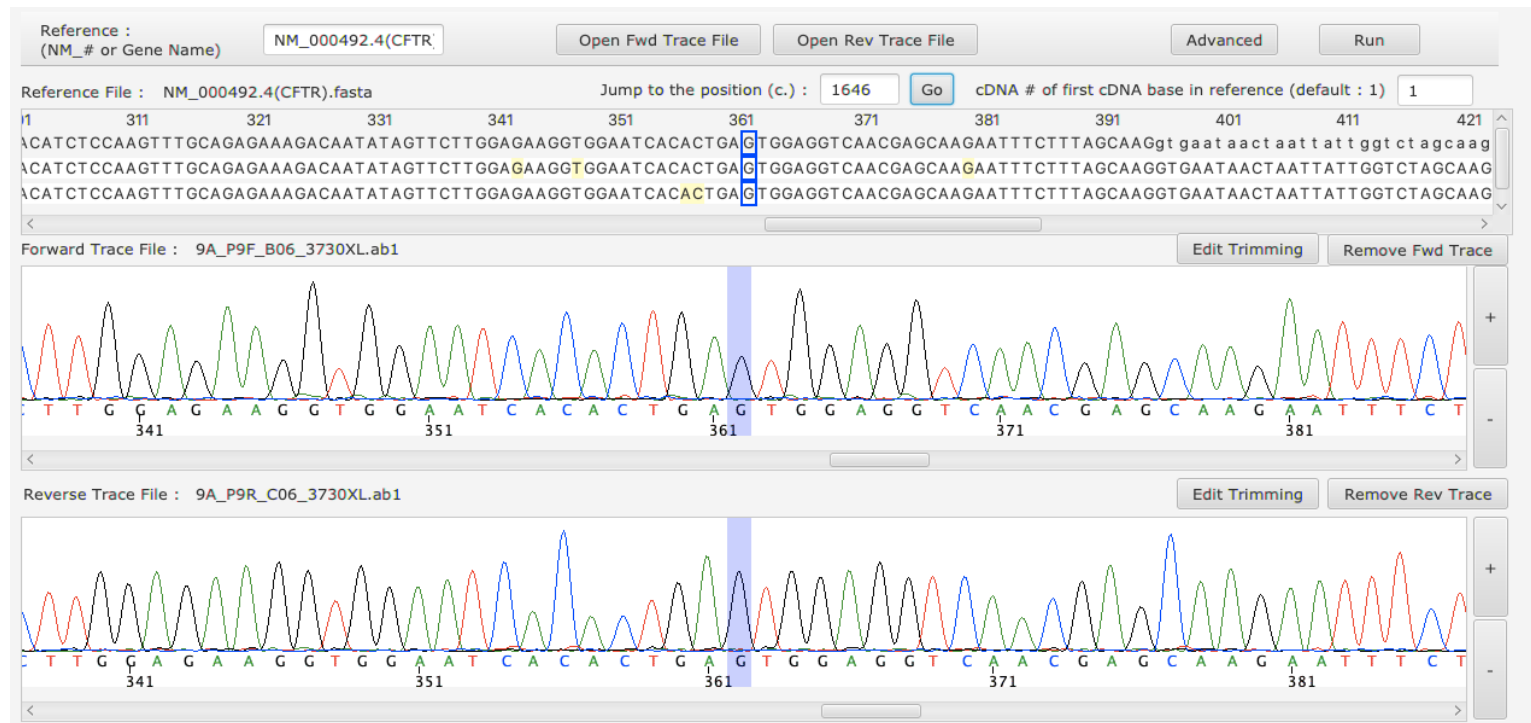 Reference :
(NM_# or Gene Name)
NM_000492.4(CFTR)
Open Fwd Trace File
Open Rev Trace File
Advanced
Run
Reference File : NM_000492.4(CFTR).fasta
Jump to the position (c.) : 1646
Go
cDNA # of first cDNA base in reference (default : 1) 1
01 311 321 331 341 351 361 371 381 391 401 411 421
ACATCTCCAAGTTTGCAGAGAAAGACAATATAGTTCTTGGAGAAGGTGGAATCACACTGAGTGGAGGTCAACGAGCAAGAATTTCTTTAGCAAGgtgaataactaattattggtctagcaag
ACATCTCCAAGTTTGCAGAGAAAGACAATATAGTTCTTGGAGAAGGTGGAATCACACTGAGTGGAGGTCAACGAGCAAGAATTTCTTTAGCAAGGTGAATAACTAATTATTGGTCTAGCAAG
ACATCTCCAAGTTTGCAGAGAAAGACAATATAGTTCTTGGAGAAGGTGGAATCACACTGAGTGGAGGTCAACGAGCAAGAATTTCTTTAGCAAGGTGAATAACTAATTATTGGTCTAGCAAG
Forward Trace File : 9A_P9F_B06_3730XL.ab1
Edit Trimming
Remove Fwd Trace
+
-
C T T G G A G A A G G T G G A A T C A C A C T G A G T G G A G G T C A A C G A G C A A G A A T T T C T
341 351 361 371 381
Reverse Trace File : 9A_P9R_C06_3730XL.ab1
Edit Trimming
Remove Rev Trace
+
-
C T T G G A G A A G G T G G A A T C A C A C T G A G T G G A G G T C A A C G A G C A A G A A T T T C T
341 351 361 371 381